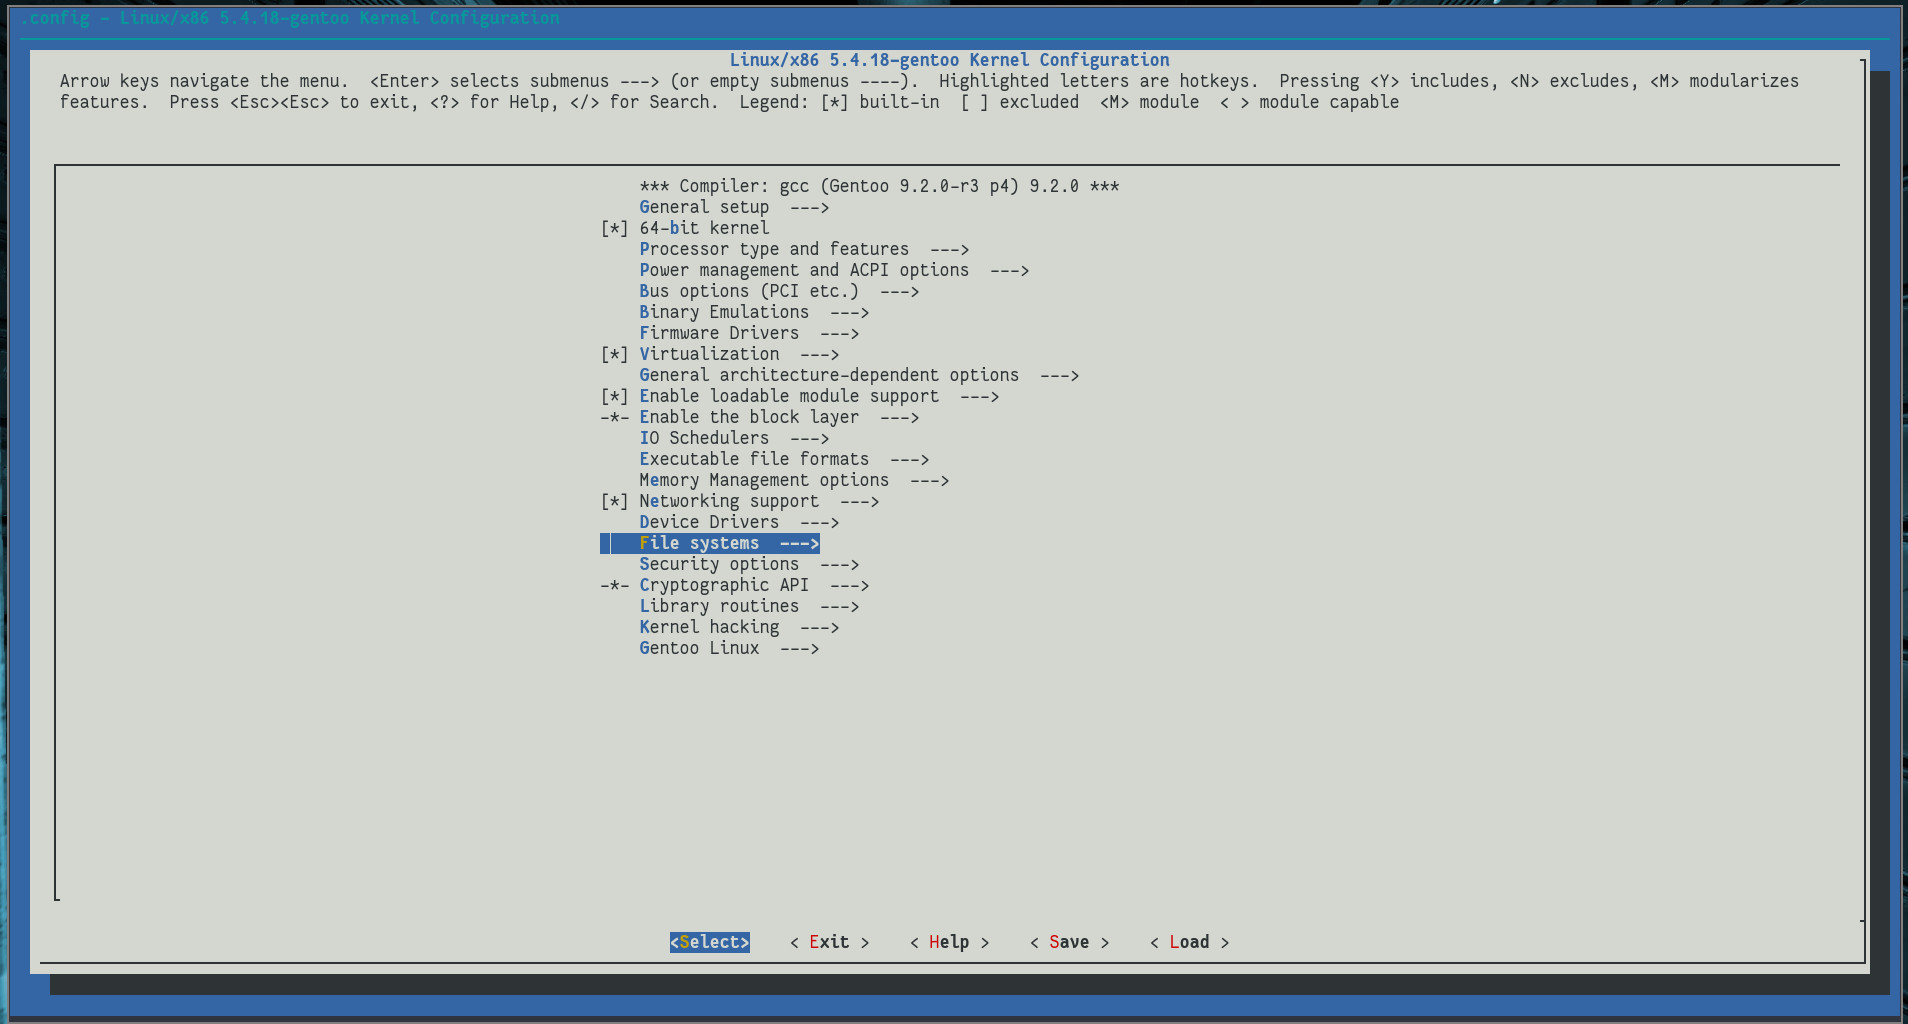 .config - Linux/x86 5.4.18-gentoo Kernel Configuration
Linux/x86 5.4.18-gentoo Kernel Configuration
Arrow keys navigate the menu.  <Enter> selects submenus ---> (or empty submenus ----).  Highlighted letters are hotkeys.  Pressing <Y> includes, <N> excludes, <M> modularizes
features.  Press <Esc><Esc> to exit, <?> for Help, </> for Search.  Legend: [*] built-in  [ ] excluded  <M> module  < > module capable
*** Compiler: gcc (Gentoo 9.2.0-r3 p4) 9.2.0 ***
General setup  --->
[*] 64-bit kernel
Processor type and features  --->
Power management and ACPI options  --->
Bus options (PCI etc.)  --->
Binary Emulations  --->
Firmware Drivers  --->
[*] Virtualization  --->
General architecture-dependent options  --->
[*] Enable loadable module support  --->
-*- Enable the block layer  --->
IO Schedulers  --->
Executable file formats  --->
Memory Management options  --->
[*] Networking support  --->
Device Drivers  --->
File systems  --->
Security options  --->
-*- Cryptographic API  --->
Library routines  --->
Kernel hacking  --->
Gentoo Linux  --->
<Select>    < Exit >    < Help >    < Save >    < Load >